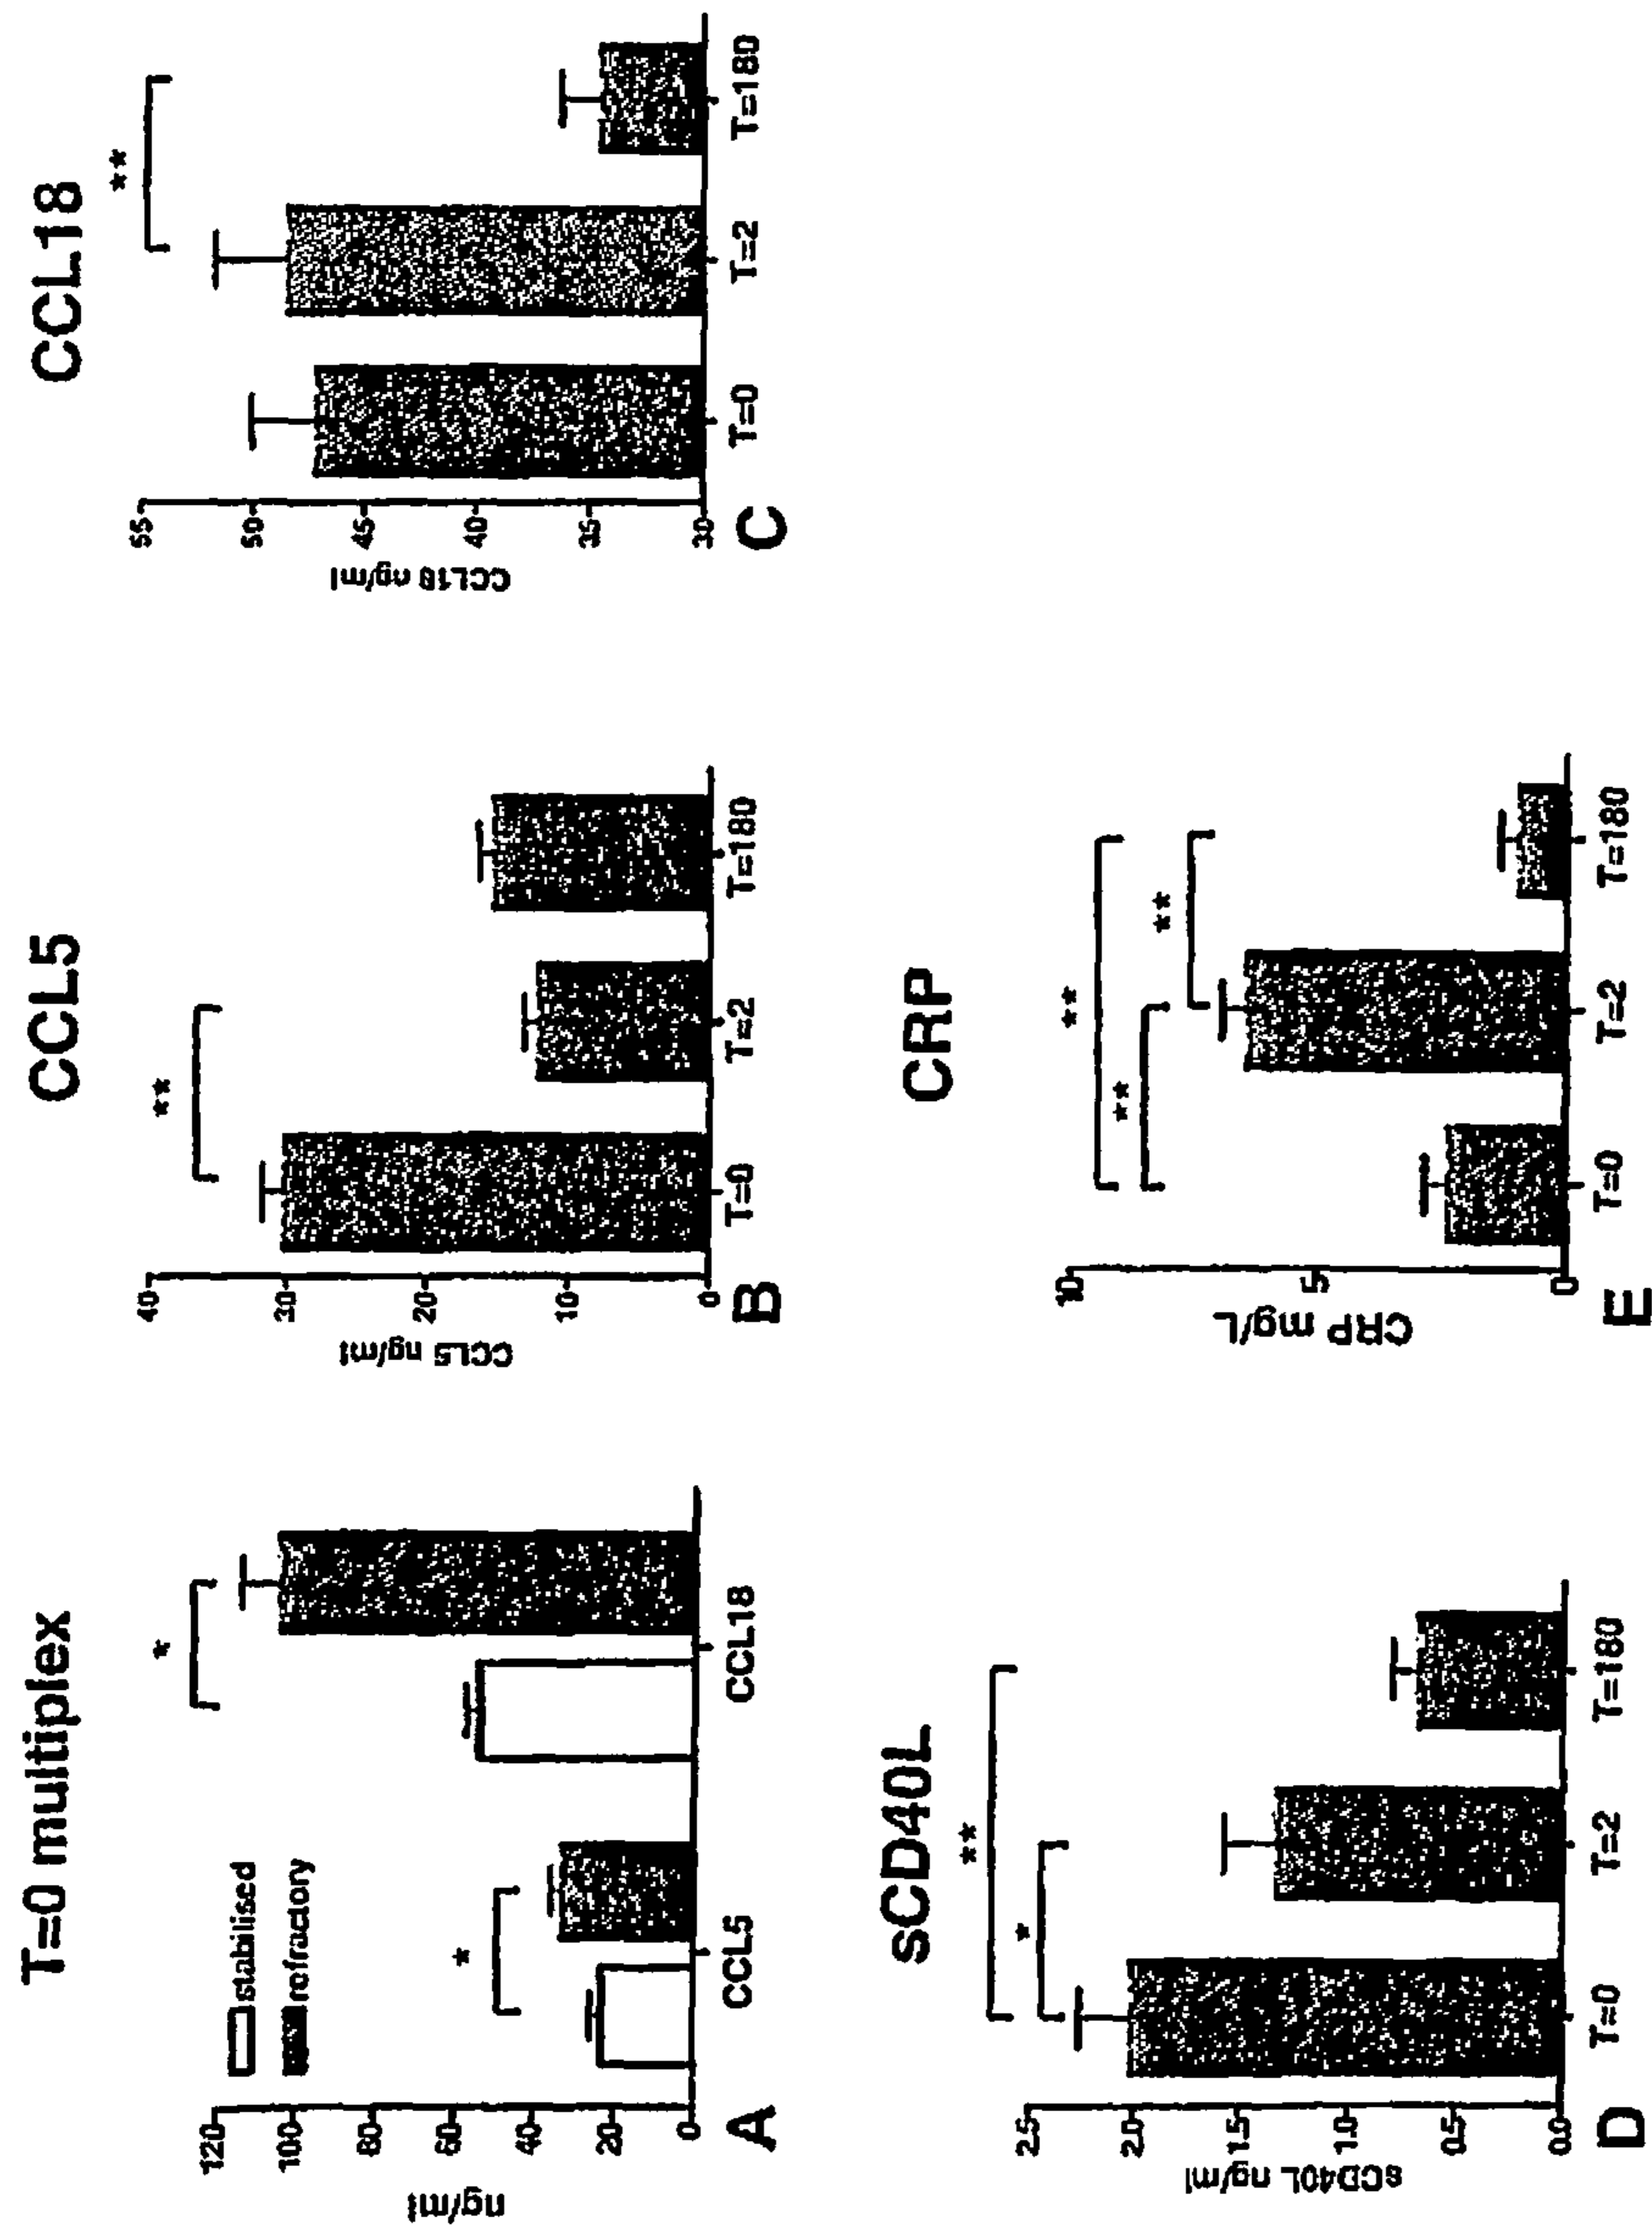 T=0 multiplex
stabilised
refractory
*
*
120
100
80
60
40
20
0
ng/ml
CCL5
CCL18
A
CCL5
**
40
30
20
10
0
CCL5 ng/ml
T=0
T=2
T=180
B
CCL18
**
55
50
45
40
35
30
CCL18 ng/ml
T=0
T=2
T=180
C
sCD40L
**
*
2.5
2.0
1.5
1.0
0.5
0.0
sCD40L ng/ml
T=0
T=2
T=180
D
CRP
**
**
**
10
5
0
CRP mg/L
T=0
T=2
T=180
E